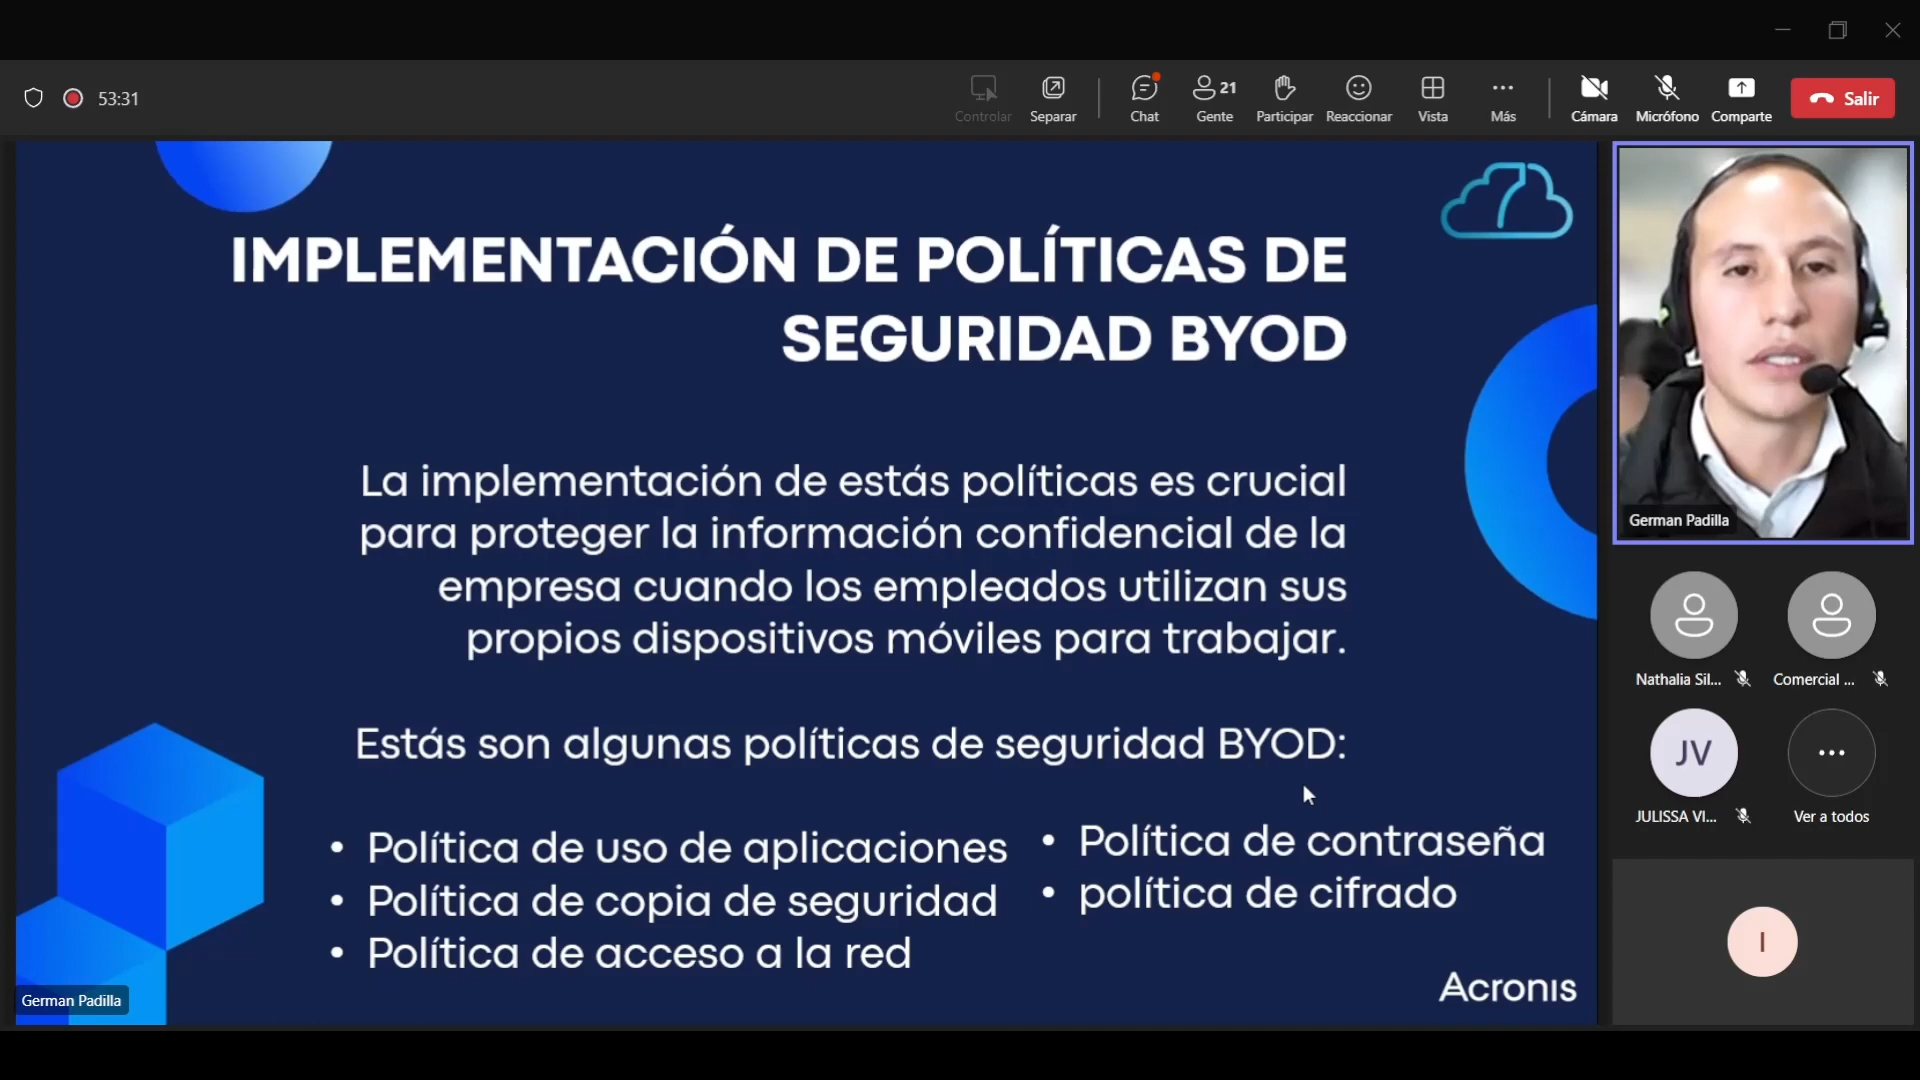 53:31
Controlar
Separar
Chat
21
Gente
Participar
Reaccionar
Vista
Más
Cámara
Micrófono
Comparte
Salir
IMPLEMENTACIÓN DE POLÍTICAS DE
SEGURIDAD BYOD
La implementación de estás políticas es crucial
para proteger la información confidencial de la
empresa cuando los empleados utilizan sus
propios dispositivos móviles para trabajar.
Estás son algunas políticas de seguridad BYOD:
• Política de uso de aplicaciones
• Política de copia de seguridad
• Política de acceso a la red
• Política de contraseña
• política de cifrado
Acronis
German Padilla
German Padilla
Nathalia Sil...
Comercial ...
JV
JULISSA VI...
Ver a todos
I